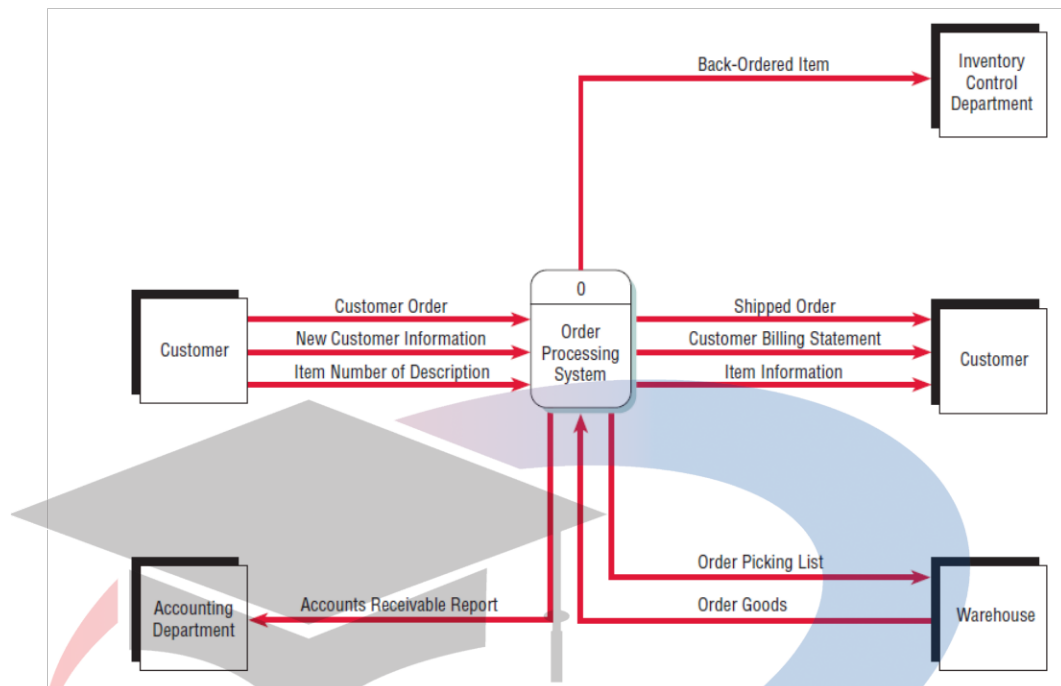 Back-Ordered Item
Inventory
Control
Department
0
Order
Processing
System
Customer
Customer Order
New Customer Information
Item Number of Description
Shipped Order
Customer Billing Statement
Item Information
Customer
Accounting
Department
Accounts Receivable Report
Order Picking List
Order Goods
Warehouse